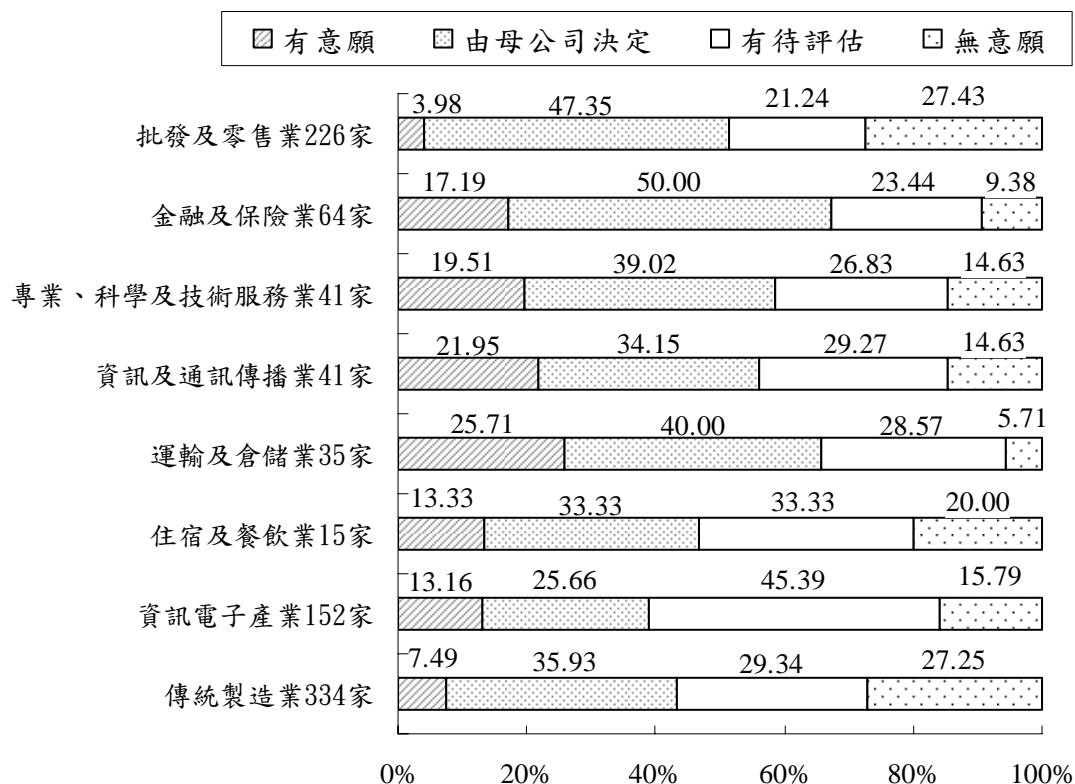 有意願 由母公司決定 有待評估 無意願
3.98 47.35 21.24 27.43
批發及零售業226家
17.19 50.00 23.44 9.38
金融及保險業64家
19.51 39.02 26.83 14.63
專業、科學及技術服務業41家
21.95 34.15 29.27 14.63
資訊及通訊傳播業41家
25.71 40.00 28.57 5.71
運輸及倉儲業35家
13.33 33.33 33.33 20.00
住宿及餐飲業15家
13.16 25.66 45.39 15.79
資訊電子產業152家
7.49 35.93 29.34 27.25
傳統製造業334家
0% 20% 40% 60% 80% 100%